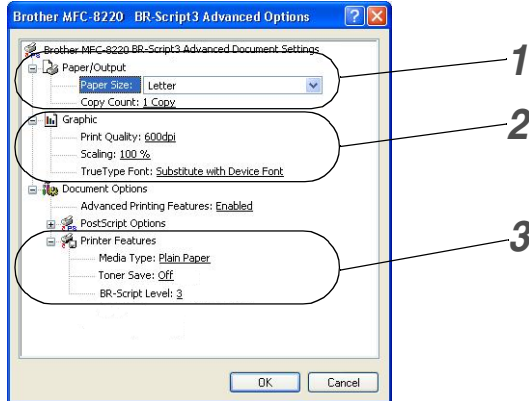 Brother MFC-8220 BR-Script3 Advanced Options
Brother MFC-8220 BR-Script3 Advanced Document Settings
Paper/Output
Paper Size: Letter
Copy Count: 1 Copy
Graphic
Print Quality: 600dpi
Scaling: 100 %
TrueType Font: Substitute with Device Font
Document Options
Advanced Printing Features: Enabled
PostScript Options
Printer Features
Media Type: Plain Paper
Toner Save: Off
BR-Script Level: 3
OK Cancel
1
2
3